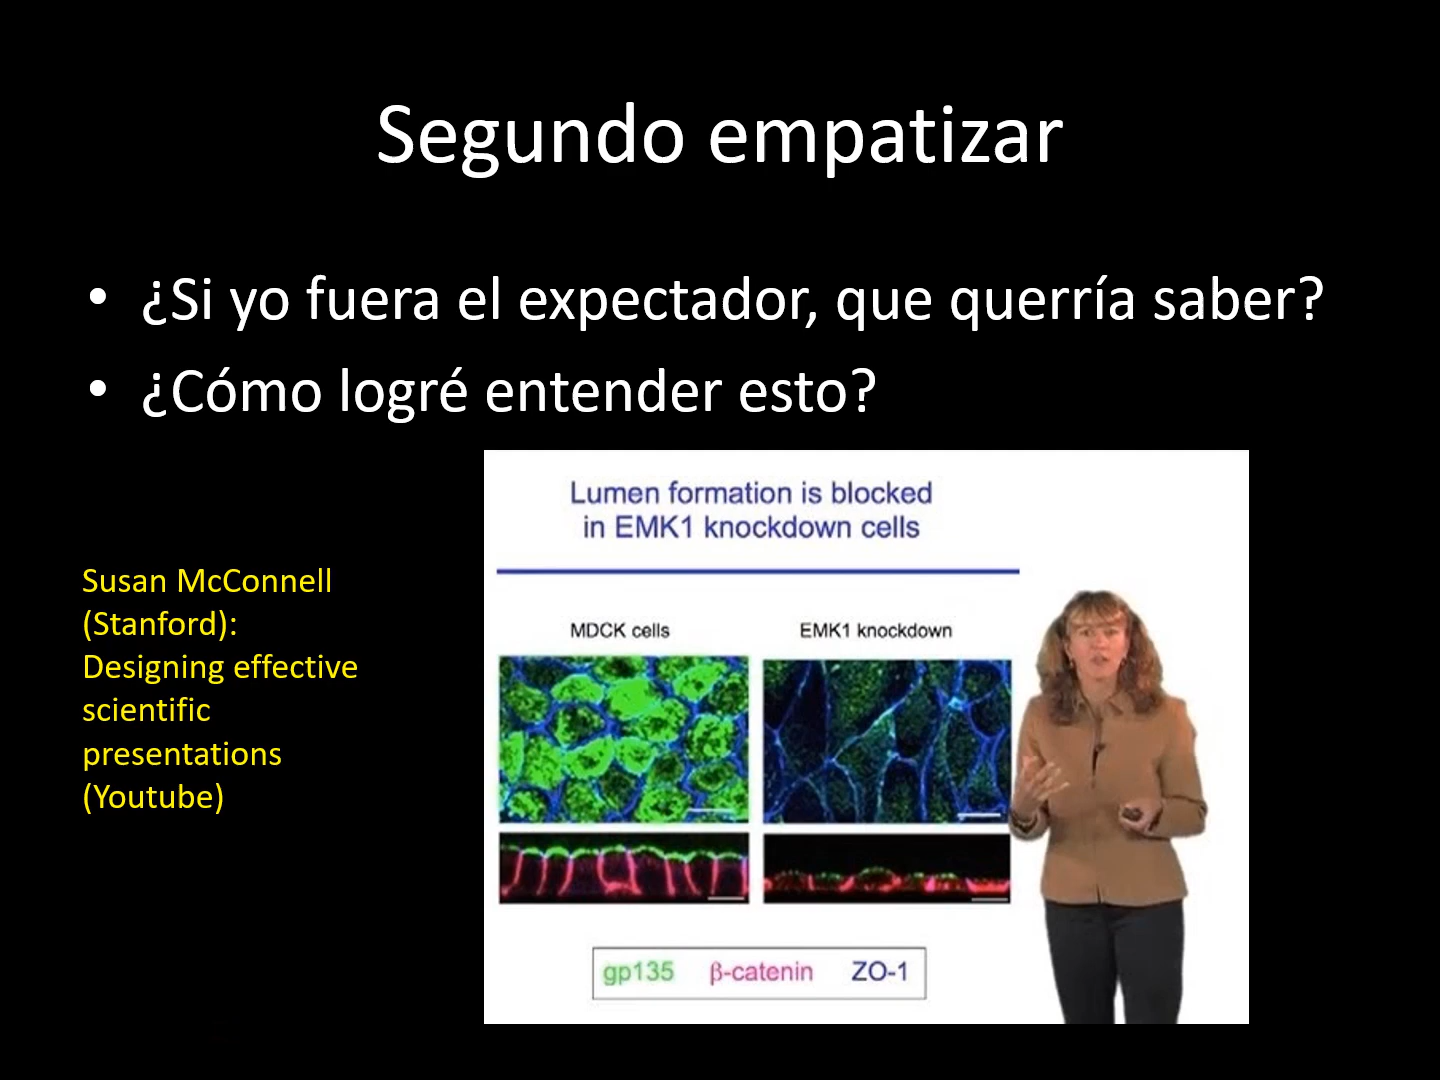 Segundo empatizar
• ¿Si yo fuera el expectador, que querría saber?
• ¿Cómo logré entender esto?
Lumen formation is blocked
in EMK1 knockdown cells
Susan McConnell
(Stanford):
Designing effective
scientific
presentations
(Youtube)
MDCK cells
EMK1 knockdown
gp135 β-catenin ZO-1